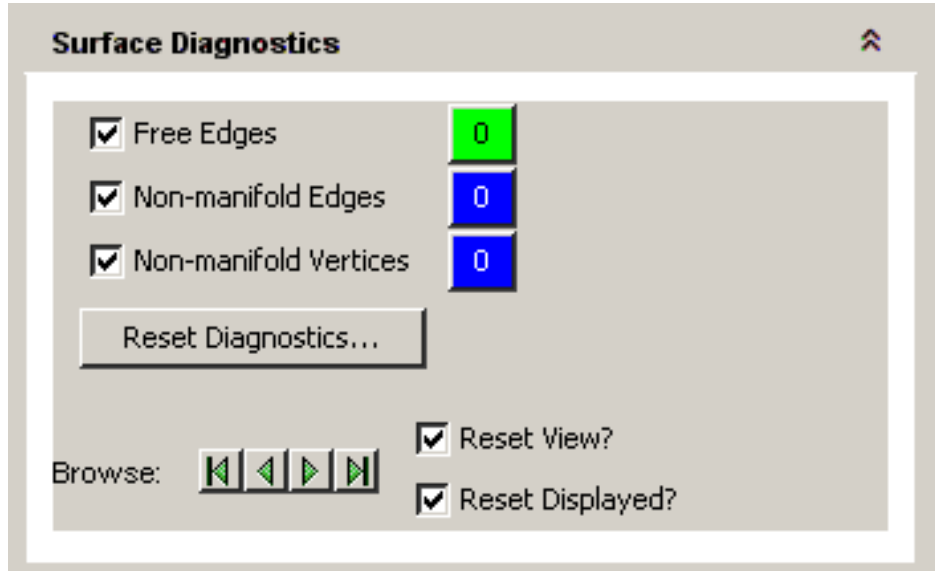 Surface Diagnostics
Free Edges 0
Non-manifold Edges 0
Non-manifold Vertices 0
Reset Diagnostics...
Reset View?
Browse:
Reset Displayed?